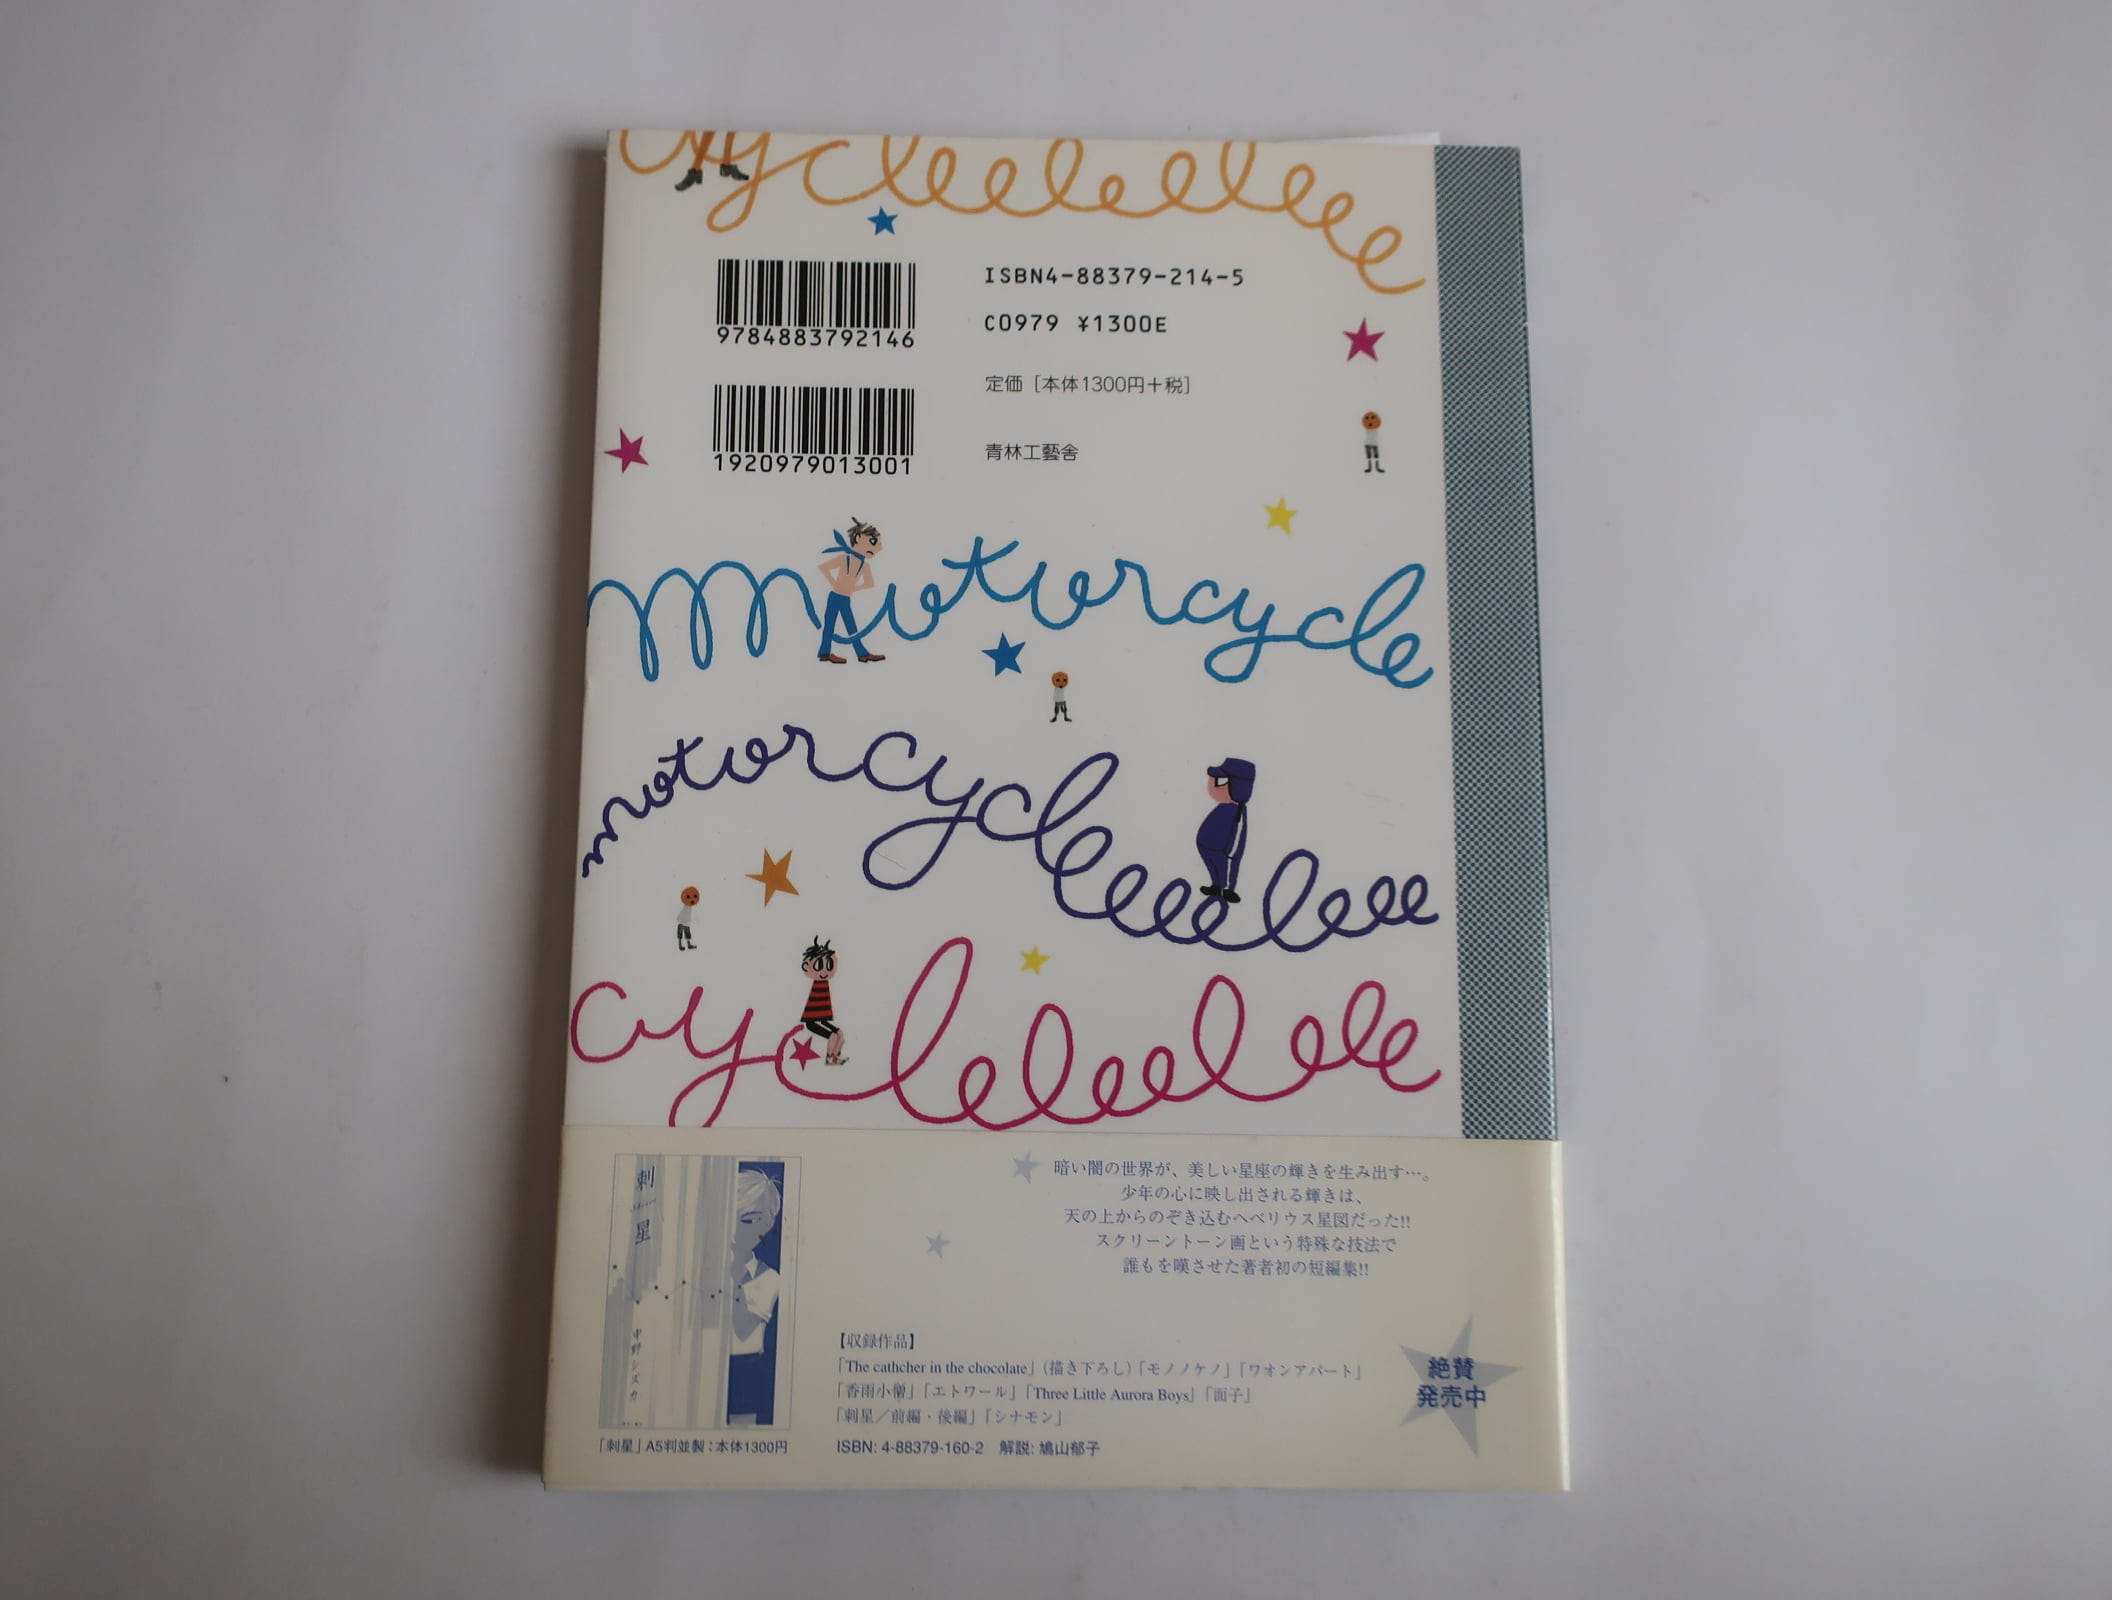 cycleeleelleeee
ISBN4-88379-214-5
C0979 ¥1300E
9784883792146
定価［本体1300円＋税］
1920979013001
青林工藝舎
motorcycle
motorcycleeeeeleee
cycleleelelee
暗い闇の世界が、美しい星座の輝きを生み出す…。
少年の心に映し出される輝きは、
天の上からのぞき込むヘベリウス星図だった!!
スクリーントーン画という特殊な技法で
誰もを嘆させた著者初の短編集!!
刺星
中野シズカ
【収録作品】
「The cathcher in the chocolate」（描き下ろし）「モノノケノ」「ワオンアパート」
「香雨小僧」「エトワール」「Three Little Aurora Boys」「面子」
「刺星／前編・後編」「シナモン」
絶賛
発売中
「刺星」A5判並製：本体1300円
ISBN: 4-88379-160-2　解説: 鳩山郁子